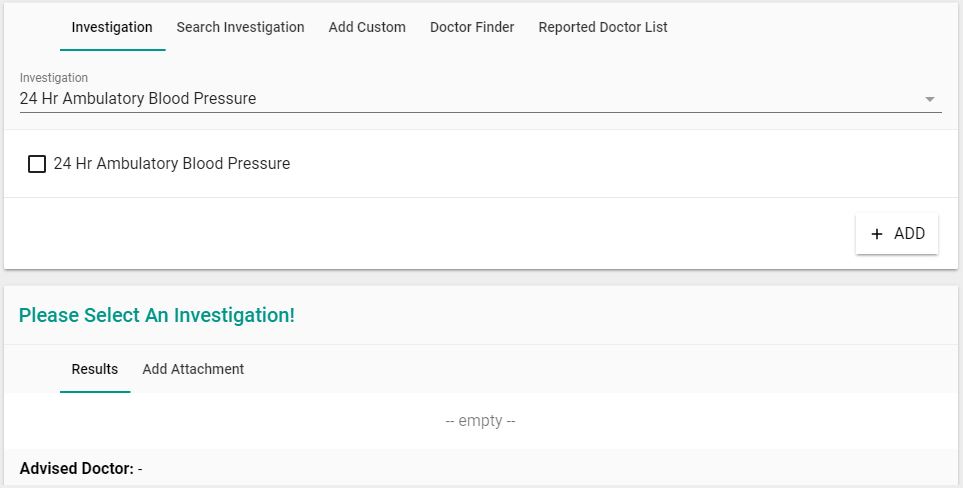 Investigation Search Investigation Add Custom Doctor Finder Reported Doctor List
Investigation
24 Hr Ambulatory Blood Pressure
24 Hr Ambulatory Blood Pressure
+ ADD
Please Select An Investigation!
Results Add Attachment
-- empty --
Advised Doctor: -